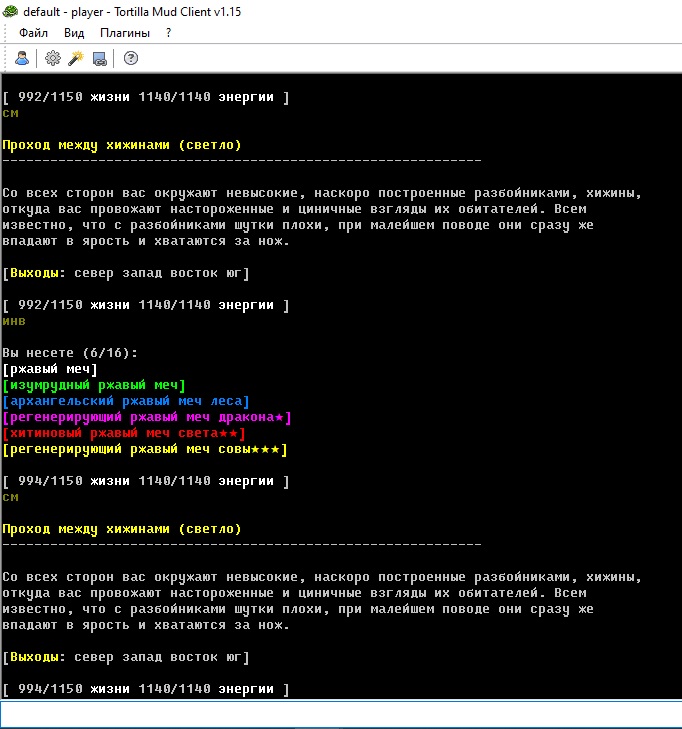 default - player - Tortilla Mud Client v1.15
Файл Вид Плагины ?
[ 992/1150 жизни 1140/1140 энергии ]
см
Проход между хижинами (светло)
------------------------------------------------------------
Со всех сторон вас окружают невысокие, наскоро построенные разбойниками, хижины,
откуда вас провожают настороженные и циничные взгляды их обитателей. Всем
известно, что с разбойниками шутки плохи, при малейшем поводе они сразу же
впадают в ярость и хватаются за нож.
[Выходы: север запад восток юг]
[ 992/1150 жизни 1140/1140 энергии ]
инв
Вы несете (6/16):
[ржавый меч]
[изумрудный ржавый меч]
[архангельский ржавый меч леса]
[регенерирующий ржавый меч дракона★]
[хитиновый ржавый меч света★★]
[регенерирующий ржавый меч совы★★★]
[ 994/1150 жизни 1140/1140 энергии ]
см
Проход между хижинами (светло)
------------------------------------------------------------
Со всех сторон вас окружают невысокие, наскоро построенные разбойниками, хижины,
откуда вас провожают настороженные и циничные взгляды их обитателей. Всем
известно, что с разбойниками шутки плохи, при малейшем поводе они сразу же
впадают в ярость и хватаются за нож.
[Выходы: север запад восток юг]
[ 994/1150 жизни 1140/1140 энергии ]